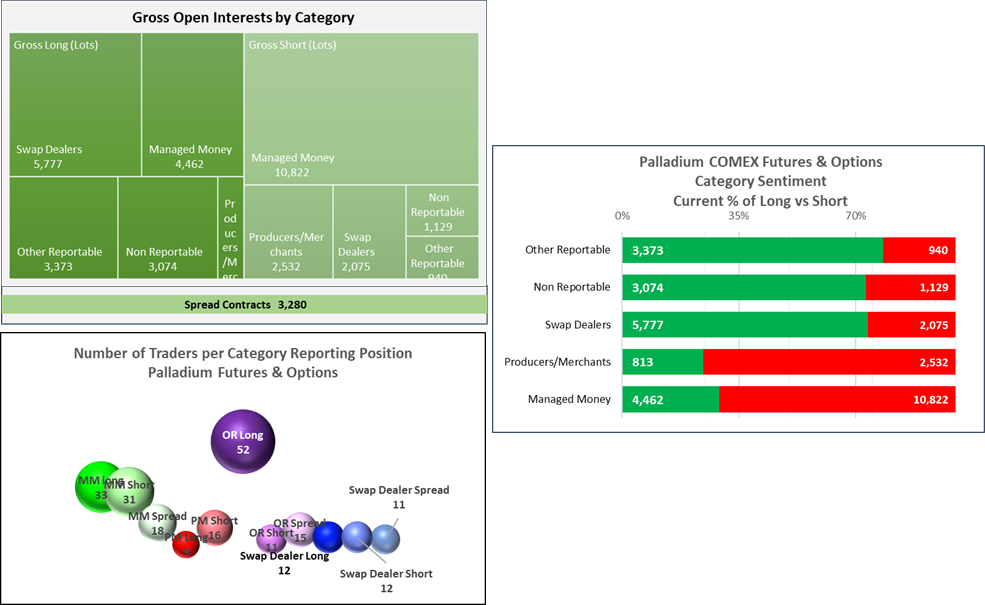 Gross Open Interests by Category
Gross Long (Lots)
Swap Dealers
5,777
Managed Money
4,462
Other Reportable
3,373
Non Reportable
3,074
Pr
od
uc
ers
/M
erc
Gross Short (Lots)
Managed Money
10,822
Producers/Mer
chants
2,532
Swap
Dealers
2,075
Non
Reportable
1,129
Other
Reportable
940
Spread Contracts 3,280
Number of Traders per Category Reporting Position
Palladium Futures & Options
OR Long
52
MM long
33
MM Short
31
MM Spread
18
PM Long
PM Short
16
OR Short
11
OR Spread
15
Swap Dealer Long
12
Swap Dealer Short
12
Swap Dealer Spread
11
Palladium COMEX Futures & Options
Category Sentiment
Current % of Long vs Short
0% 35% 70%
Other Reportable 3,373 940
Non Reportable 3,074 1,129
Swap Dealers 5,777 2,075
Producers/Merchants 813 2,532
Managed Money 4,462 10,822